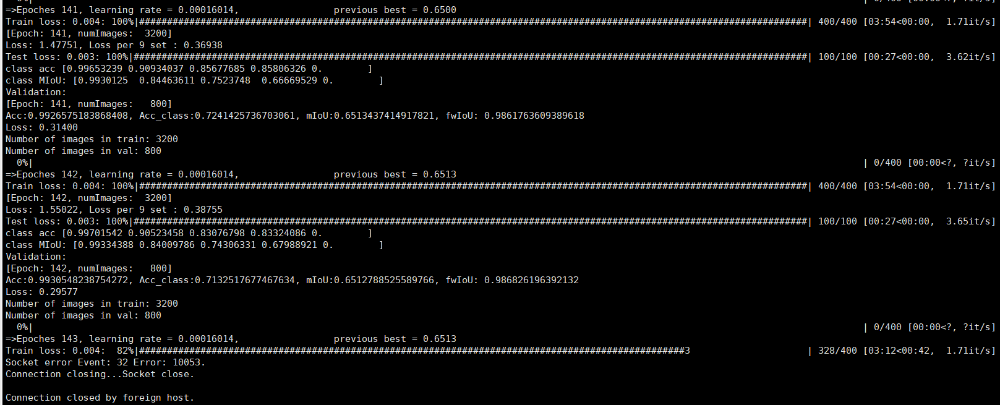 0%| | 0/400 [00:00<?, ?it/s]
=>Epoches 141, learning rate = 0.00016014, previous best = 0.6500
Train loss: 0.004: 100%|########################################################################################################################| 400/400 [03:54<00:00, 1.71it/s]
[Epoch: 141, numImages: 3200]
Loss: 1.47751, Loss per 9 set : 0.36938
Test loss: 0.003: 100%|#########################################################################################################################| 100/100 [00:27<00:00, 3.62it/s]
class acc [0.99653239 0.90934037 0.85677685 0.85806326 0. ]
class MIoU: [0.9930125 0.84463611 0.7523748 0.66669529 0. ]
Validation:
[Epoch: 141, numImages: 800]
Acc:0.9926575183868408, Acc_class:0.7241425736703061, mIoU:0.6513437414917821, fwIoU: 0.9861763609389618
Loss: 0.31400
Number of images in train: 3200
Number of images in val: 800
0%| | 0/400 [00:00<?, ?it/s]
=>Epoches 142, learning rate = 0.00016014, previous best = 0.6513
Train loss: 0.004: 100%|########################################################################################################################| 400/400 [03:54<00:00, 1.71it/s]
[Epoch: 142, numImages: 3200]
Loss: 1.55022, Loss per 9 set : 0.38755
Test loss: 0.003: 100%|#########################################################################################################################| 100/100 [00:27<00:00, 3.65it/s]
class acc [0.99701542 0.90523458 0.83076798 0.83324086 0. ]
class MIoU: [0.99334388 0.84009786 0.74306331 0.67988921 0. ]
Validation:
[Epoch: 142, numImages: 800]
Acc:0.9930548238754272, Acc_class:0.7132517677467634, mIoU:0.6512788525589766, fwIoU: 0.986826196392132
Loss: 0.29577
Number of images in train: 3200
Number of images in val: 800
0%| | 0/400 [00:00<?, ?it/s]
=>Epoches 143, learning rate = 0.00016014, previous best = 0.6513
Train loss: 0.004: 82%|##################################################################################################3 | 328/400 [03:12<00:42, 1.71it/s]
Socket error Event: 32 Error: 10053.
Connection closing...Socket close.
Connection closed by foreign host.